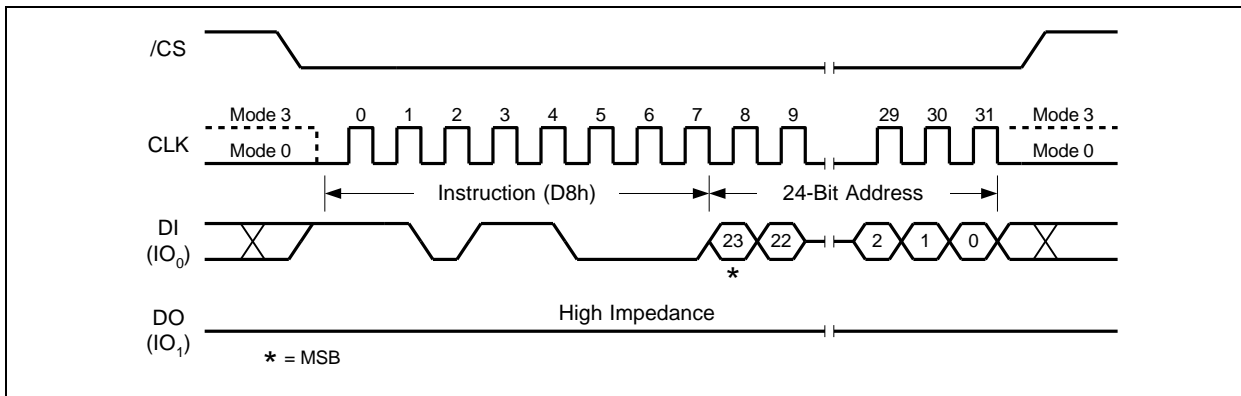 /CS
Mode 3 0 1 2 3 4 5 6 7 8 9 29 30 31 Mode 3
CLK
Mode 0 Mode 0
Instruction (D8h) 24-Bit Address
DI
(IO0) 23 22 2 1 0
*
High Impedance
DO
(IO1)
* = MSB